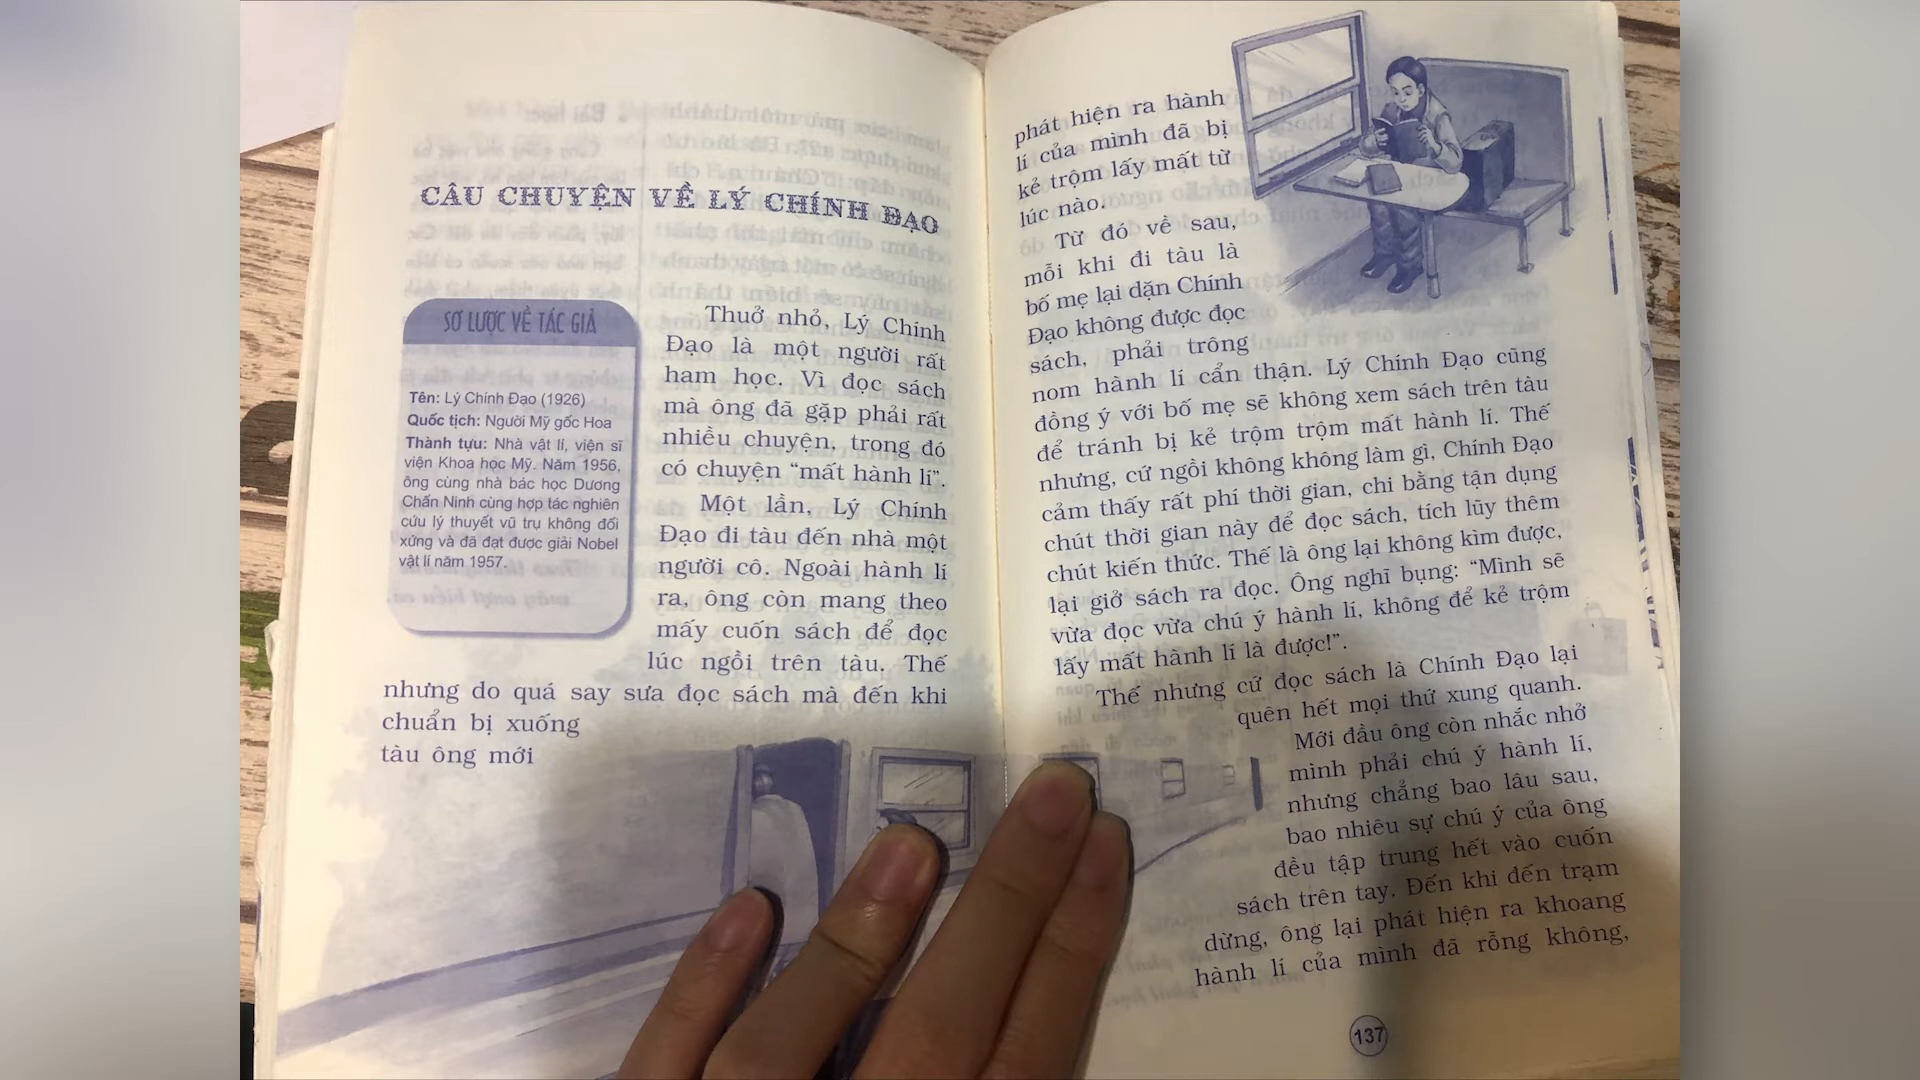 CÂU CHUYỆN VỀ LÝ CHÍNH ĐẠO
SƠ LƯỢC VỀ TÁC GIẢ
Tên: Lý Chính Đạo (1926)
Quốc tịch: Người Mỹ gốc Hoa
Thành tựu: Nhà vật lí, viện sĩ
viện Khoa học Mỹ. Năm 1956,
ông cùng nhà bác học Dương
Chấn Ninh cùng hợp tác nghiên
cứu lý thuyết vũ trụ không đối
xứng và đã đạt được giải Nobel
vật lí năm 1957.
Thuở nhỏ, Lý Chính
Đạo là một người rất
ham học. Vì đọc sách
mà ông đã gặp phải rất
nhiều chuyện, trong đó
có chuyện “mất hành lí”.
Một lần, Lý Chính
Đạo đi tàu đến nhà một
người cô. Ngoài hành lí
ra, ông còn mang theo
mấy cuốn sách để đọc
lúc ngồi trên tàu. Thế
nhưng do quá say sưa đọc sách mà đến khi
chuẩn bị xuống
tàu ông mới
phát hiện ra hành
lí của mình đã bị
kẻ trộm lấy mất từ
lúc nào.
Từ đó về sau,
mỗi khi đi tàu là
bố mẹ lại dặn Chính
Đạo không được đọc
sách, phải trông
nom hành lí cẩn thận. Lý Chính Đạo cũng
đồng ý với bố mẹ sẽ không xem sách trên tàu
để tránh bị kẻ trộm trộm mất hành lí. Thế
nhưng, cứ ngồi không không làm gì, Chính Đạo
cảm thấy rất phí thời gian, chi bằng tận dụng
chút thời gian này để đọc sách, tích lũy thêm
chút kiến thức. Thế là ông lại không kìm được,
lại giở sách ra đọc. Ông nghĩ bụng: “Mình sẽ
vừa đọc vừa chú ý hành lí, không để kẻ trộm
lấy mất hành lí là được!”.
Thế nhưng cứ đọc sách là Chính Đạo lại
quên hết mọi thứ xung quanh.
Mới đầu ông còn nhắc nhở
mình phải chú ý hành lí,
nhưng chẳng bao lâu sau,
bao nhiêu sự chú ý của ông
đều tập trung hết vào cuốn
sách trên tay. Đến khi đến trạm
dừng, ông lại phát hiện ra khoang
hành lí của mình đã rỗng không,
137